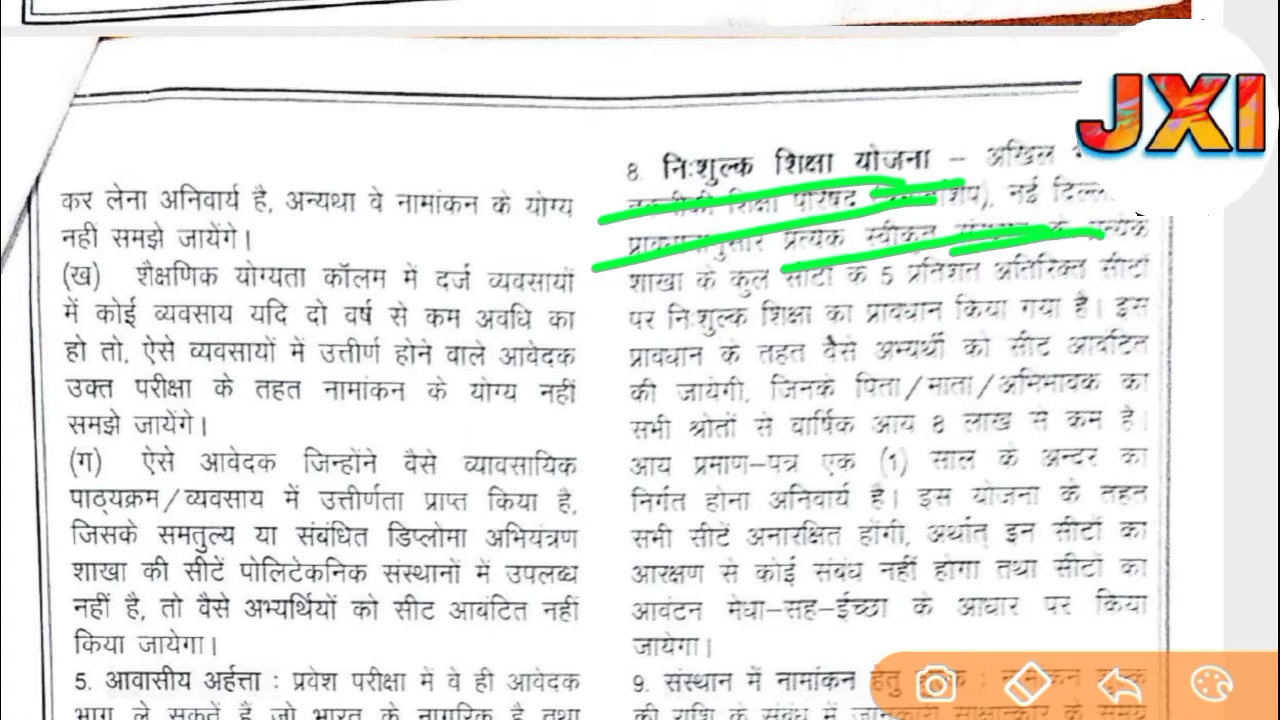 JXI
कर लेना अनिवार्य है, अन्यथा वे नामांकन के योग्य
नहीं समझे जायेंगे।
(ख) शैक्षणिक योग्यता कॉलम में दर्ज व्यवसायों
में कोई व्यवसाय यदि दो वर्ष से कम अवधि का
हो तो, ऐसे व्यवसायों में उत्तीर्ण होने वाले आवेदक
उक्त परीक्षा के तहत नामांकन के योग्य नहीं
समझे जायेंगे।
(ग) ऐसे आवेदक जिन्होंने वैसे व्यावसायिक
पाठ्यक्रम/व्यवसाय में उत्तीर्णता प्राप्त किया है,
जिसके समतुल्य या संबंधित डिप्लोमा अभियंत्रण
शाखा की सीटें पोलिटेकनिक संस्थानों में उपलब्ध
नहीं है, तो वैसे अभ्यर्थियों को सीट आबंटित नहीं
किया जायेगा।
5. आवासीय अर्हत्ता : प्रवेश परीक्षा में वे ही आवेदक
भाग ले सकते हैं जो भारत के नागरिक है तथा
8. निःशुल्क शिक्षा योजना – अखिल
शिक्षा परिषद नई
प्रत्येक स्वीकृत के
शाखा के कुल सीटों के 5 प्रतिशत अतिरिक्त सीटों
पर निःशुल्क शिक्षा का प्रावधान किया गया है। इस
प्रावधान के तहत वैसे अभ्यर्थी को सीट आवंटित
की जायेगी, जिनके पिता/माता/अभिभावक का
सभी श्रोतों से वार्षिक आय 8 लाख से कम है।
आय प्रमाण–पत्र एक (1) साल के अन्दर का
निर्गत होना अनिवार्य है। इस योजना के तहत
सभी सीटें अनारक्षित होंगी, अर्थात् इन सीटों का
आरक्षण से कोई संबंध नहीं होगा तथा सीटों का
आवंटन मेधा–सह–ईच्छा के आधार पर किया
जायेगा।
9. संस्थान में नामांकन हेतु
की राशि के संबंध में